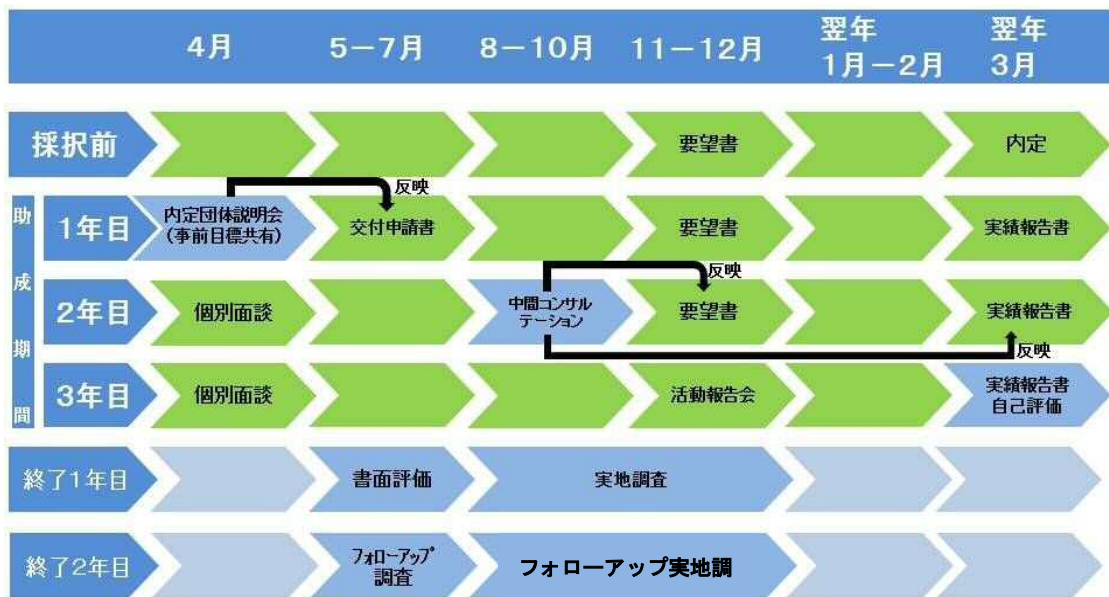 4月
5－7月
8－10月
11－12月
翌年
1月－2月
翌年
3月
採択前
要望書
内定
助成期間
1年目
内定団体説明会
(事前目標共有)
反映
交付申請書
要望書
実績報告書
2年目
個別面談
中間コンサル
テーション
反映
要望書
実績報告書
反映
3年目
個別面談
活動報告会
実績報告書
自己評価
終了1年目
書面評価
実地調査
終了2年目
フォローアップ
調査
フォローアップ実地調